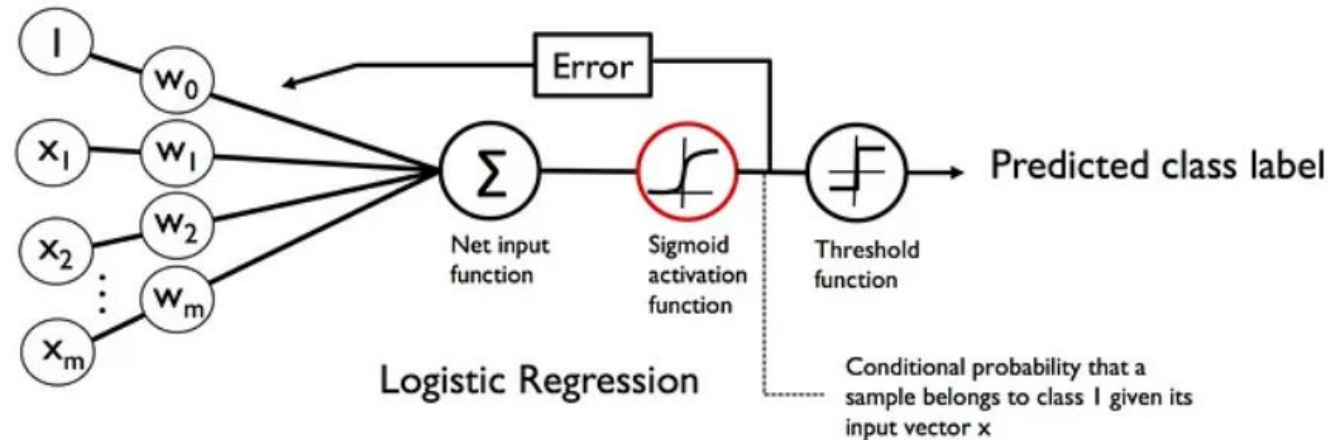 1
w0
Error
x1
w1
Σ
Predicted class label
x2
w2
Net input
function
Sigmoid
activation
function
Threshold
function
wm
xm
Logistic Regression
Conditional probability that a
sample belongs to class 1 given its
input vector x